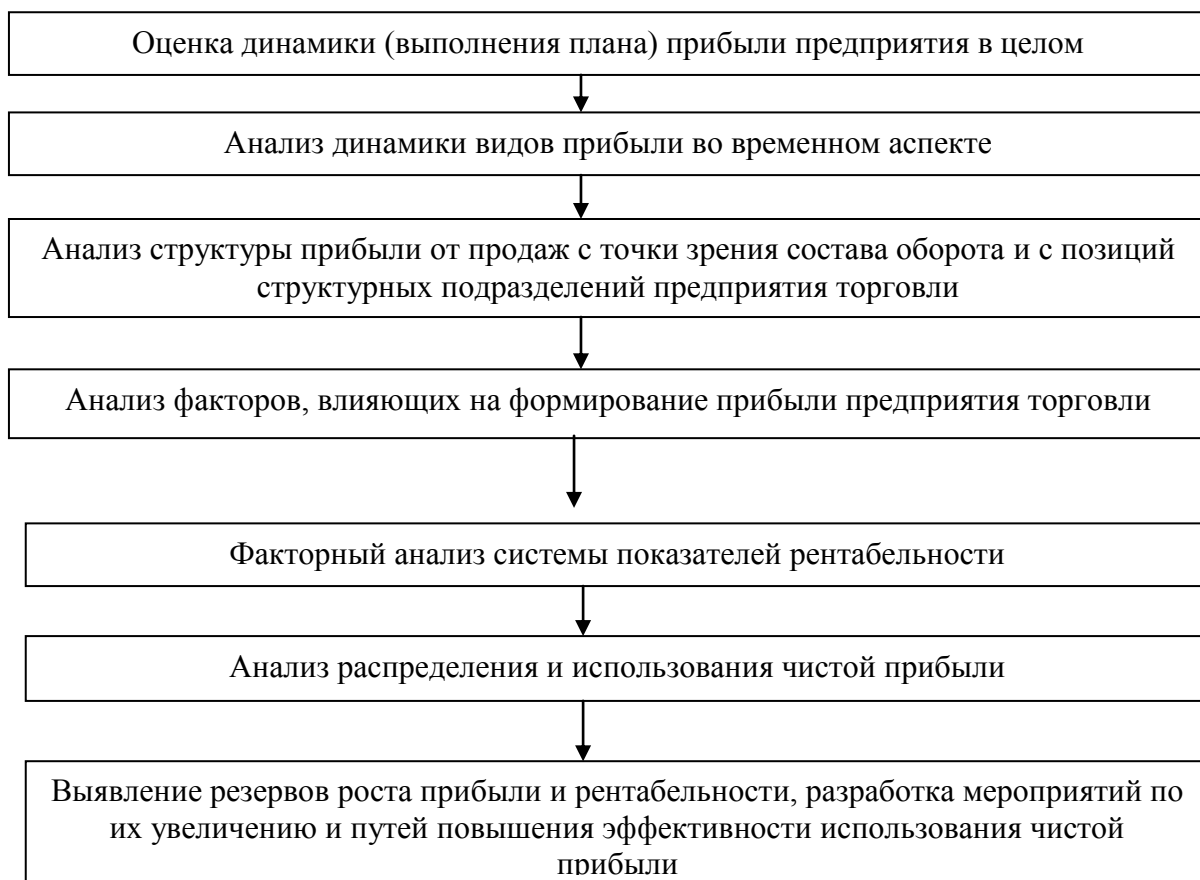 Оценка динамики (выполнения плана) прибыли предприятия в целом
Анализ динамики видов прибыли во временном аспекте
Анализ структуры прибыли от продаж с точки зрения состава оборота и с позиций
структурных подразделений предприятия торговли
Анализ факторов, влияющих на формирование прибыли предприятия торговли
Факторный анализ системы показателей рентабельности
Анализ распределения и использования чистой прибыли
Выявление резервов роста прибыли и рентабельности, разработка мероприятий по
их увеличению и путей повышения эффективности использования чистой
прибыли